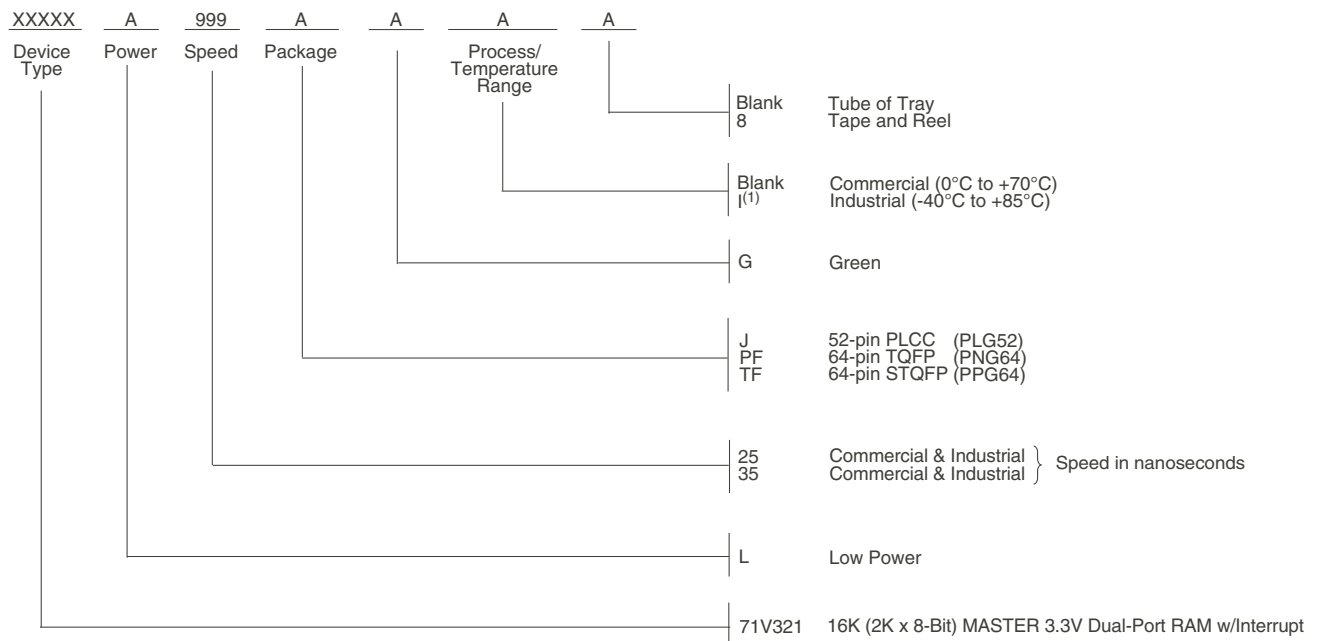 XXXXX A 999 A A A A
Device Type
Power
Speed
Package
Process/
Temperature
Range
Blank Tube of Tray
8 Tape and Reel
Blank Commercial (0°C to +70°C)
I(1) Industrial (-40°C to +85°C)
G Green
J 52-pin PLCC (PLG52)
PF 64-pin TQFP (PNG64)
TF 64-pin STQFP (PPG64)
25 Commercial & Industrial
35 Commercial & Industrial
Speed in nanoseconds
L Low Power
71V321 16K (2K x 8-Bit) MASTER 3.3V Dual-Port RAM w/Interrupt